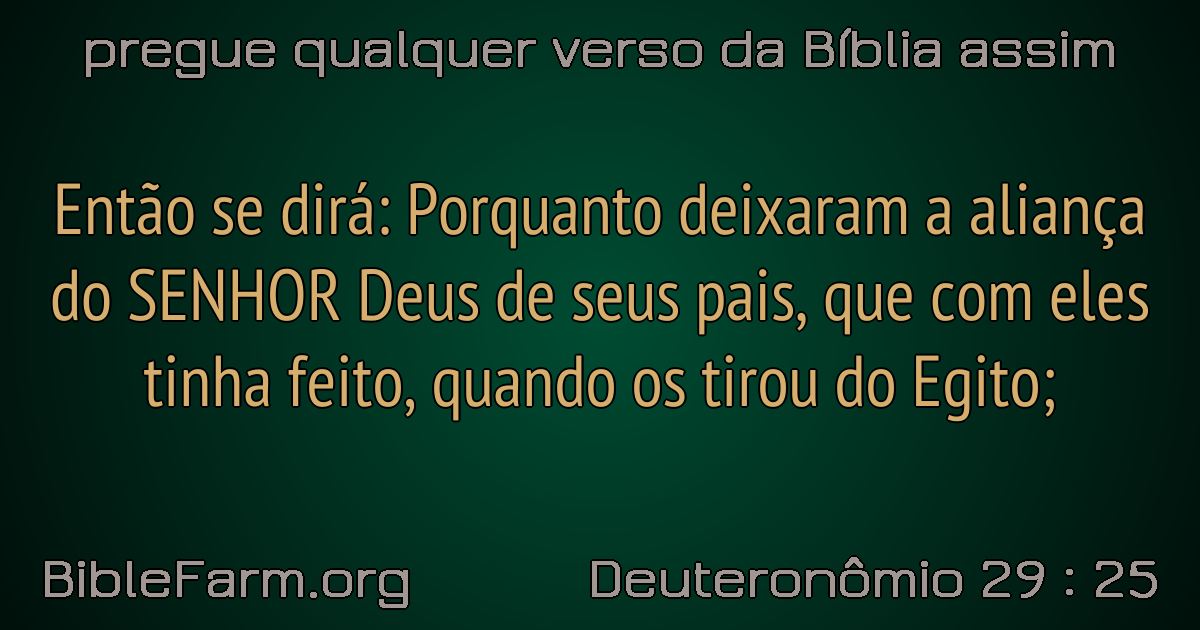 pregue qualquer verso da Bíblia assim
Então se dirá: Porquanto deixaram a aliança
do SENHOR Deus de seus pais, que com eles
tinha feito, quando os tirou do Egito;
BibleFarm.org
Deuteronômio 29 : 25